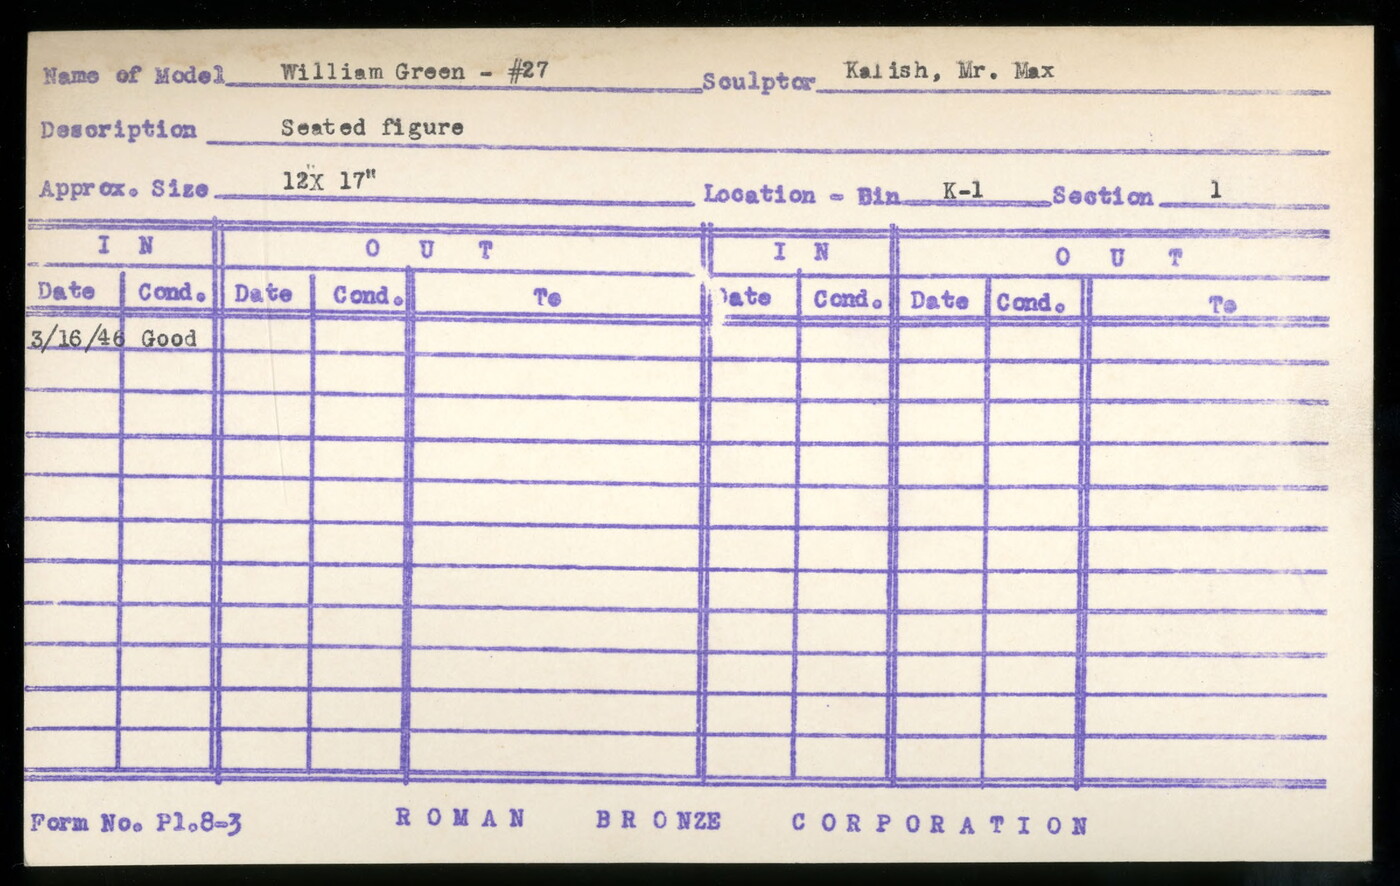 Name of Model William Green - #27 Sculptor Kalish, Mr. Max
Description Seated figure
Approx. Size 12"X 17" Location - Bin K-1 Section 1
I N O U T I N O U T
Date Cond. Date Cond. To Date Cond. Date Cond. To
3/16/46 Good
Form No. Pl.8-3 ROMAN BRONZE CORPORATION